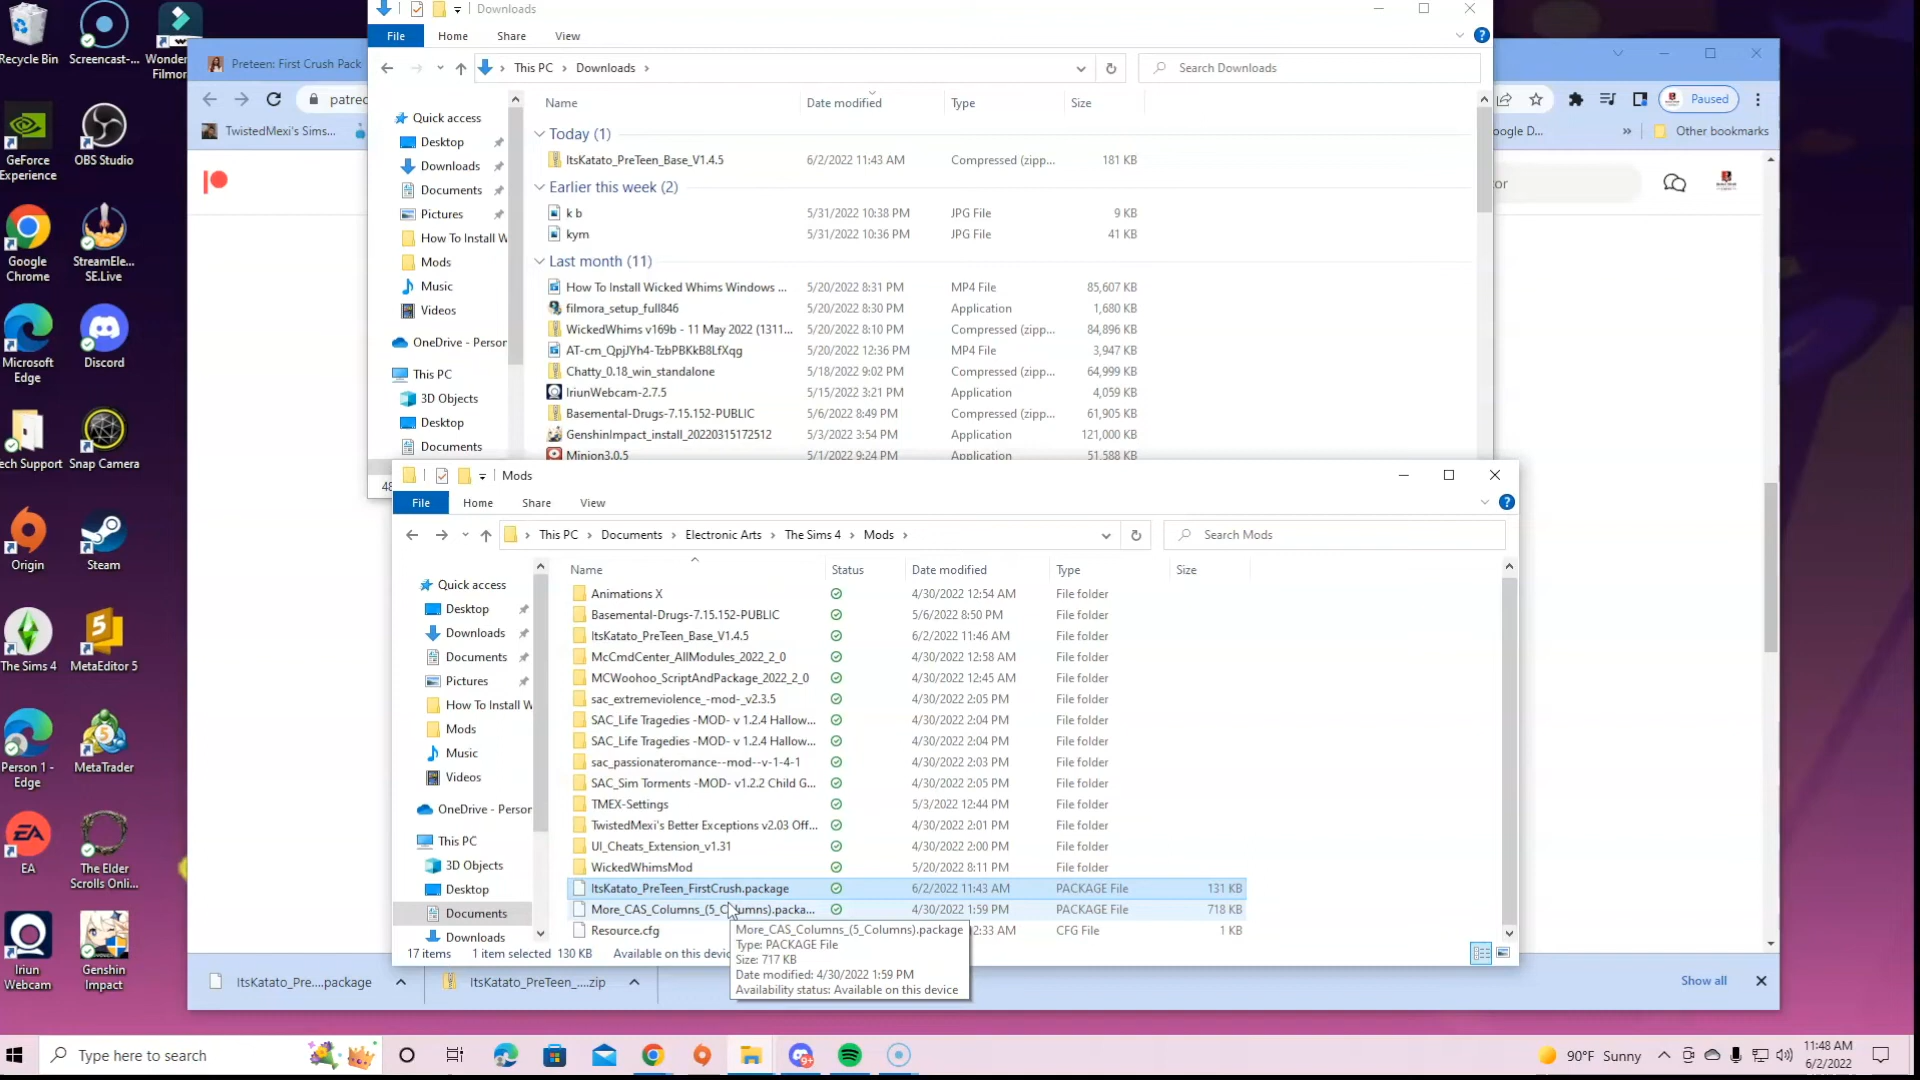 Recycle Bin
Screencast-...
Wonder
Filmor
GeForce
Experience
OBS Studio
Google
Chrome
StreamEle...
SE.Live
Microsoft
Edge
Discord
ech Support
Snap Camera
Origin
Steam
The Sims 4
MetaEditor 5
Person 1 -
Edge
MetaTrader
EA
The Elder
Scrolls Onli...
Iriun
Webcam
Genshin
Impact
Preteen: First Crush Pack
patreo
TwistedMexi's Sims...
Paused
oogle D...
»
Other bookmarks
or
Downloads
File
Home
Share
View
This PC › Downloads ›
Search Downloads
Name
Date modified
Type
Size
Quick access
Desktop
Downloads
Documents
Pictures
How To Install W
Mods
Music
Videos
OneDrive - Person
This PC
3D Objects
Desktop
Documents
48
Today (1)
ItsKatato_PreTeen_Base_V1.4.5 6/2/2022 11:43 AM Compressed (zipp... 181 KB
Earlier this week (2)
k b 5/31/2022 10:38 PM JPG File 9 KB
kym 5/31/2022 10:36 PM JPG File 41 KB
Last month (11)
How To Install Wicked Whims Windows ... 5/20/2022 8:31 PM MP4 File 85,607 KB
filmora_setup_full846 5/20/2022 8:30 PM Application 1,680 KB
WickedWhims v169b - 11 May 2022 (1311... 5/20/2022 8:10 PM Compressed (zipp... 84,896 KB
AT-cm_QpjJYh4-TzbPBKkB8LfXqg 5/20/2022 12:36 PM MP4 File 3,947 KB
Chatty_0.18_win_standalone 5/18/2022 9:02 PM Compressed (zipp... 64,999 KB
IriunWebcam-2.7.5 5/15/2022 3:21 PM Application 4,059 KB
Basemental-Drugs-7.15.152-PUBLIC 5/6/2022 8:49 PM Compressed (zipp... 61,905 KB
GenshinImpact_install_20220315172512 5/3/2022 3:54 PM Application 121,000 KB
Minion3.0.5 5/1/2022 9:24 PM Application 51,588 KB
Mods
File
Home
Share
View
This PC › Documents › Electronic Arts › The Sims 4 › Mods ›
Search Mods
Name
Status
Date modified
Type
Size
Quick access
Desktop
Downloads
Documents
Pictures
How To Install W
Mods
Music
Videos
OneDrive - Person
This PC
3D Objects
Desktop
Documents
Downloads
Animations X 4/30/2022 12:54 AM File folder
Basemental-Drugs-7.15.152-PUBLIC 5/6/2022 8:50 PM File folder
ItsKatato_PreTeen_Base_V1.4.5 6/2/2022 11:46 AM File folder
McCmdCenter_AllModules_2022_2_0 4/30/2022 12:58 AM File folder
MCWoohoo_ScriptAndPackage_2022_2_0 4/30/2022 12:45 AM File folder
sac_extremeviolence_-mod-_v2.3.5 4/30/2022 2:05 PM File folder
SAC_Life Tragedies -MOD- v 1.2.4 Hallow... 4/30/2022 2:04 PM File folder
SAC_Life Tragedies -MOD- v 1.2.4 Hallow... 4/30/2022 2:04 PM File folder
sac_passionateromance--mod--v-1-4-1 4/30/2022 2:03 PM File folder
SAC_Sim Torments -MOD- v1.2.2 Child G... 4/30/2022 2:05 PM File folder
TMEX-Settings 5/3/2022 12:44 PM File folder
TwistedMexi's Better Exceptions v2.03 Off... 4/30/2022 2:01 PM File folder
UI_Cheats_Extension_v1.31 4/30/2022 2:00 PM File folder
WickedWhimsMod 5/20/2022 8:11 PM File folder
ItsKatato_PreTeen_FirstCrush.package 6/2/2022 11:43 AM PACKAGE File 131 KB
More_CAS_Columns_(5_Columns).packa... 4/30/2022 1:59 PM PACKAGE File 718 KB
Resource.cfg 2:33 AM CFG File 1 KB
More_CAS_Columns_(5_Columns).package
Type: PACKAGE File
Size: 717 KB
Date modified: 4/30/2022 1:59 PM
Availability status: Available on this device
17 items 1 item selected 130 KB Available on this devic
ItsKatato_Pre....package
ItsKatato_PreTeen_....zip
Show all
Type here to search
9+
90°F Sunny
11:48 AM
6/2/2022